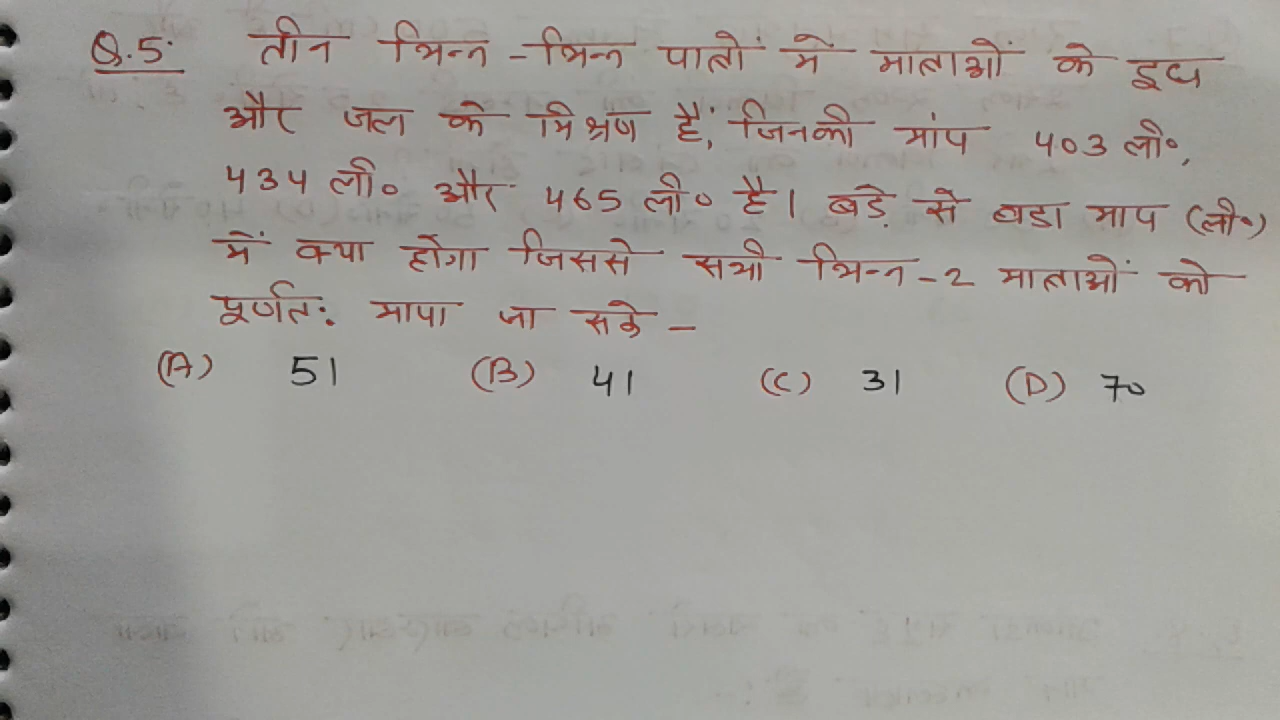 Q.5. तीन भिन्न-भिन्न पात्रों मे मात्राओं के दुध
और जल के मिश्रण हैं, जिनकी मांप 403 ली०,
434 ली० और 465 ली० है। बड़े से बडा माप (ली०)
में क्या होगा जिससे सभी भिन्न-2 मात्राओं को
पूर्णत: मापा जा सके -
(A) 51 (B) 41 (C) 31 (D) 70